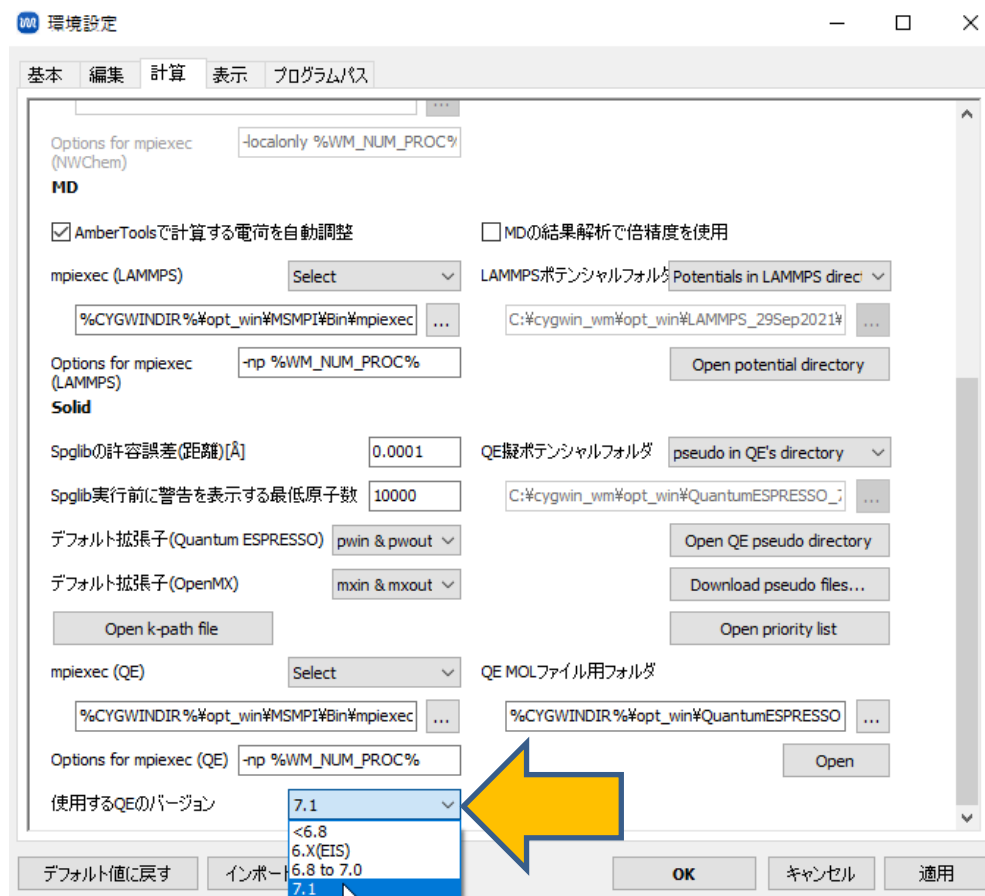 環境設定
基本 編集 計算 表示 プログラムパス
...
Options for mpiexec (NWChem)
-localonly %WM_NUM_PROC%
MD
AmberToolsで計算する電荷を自動調整
MDの結果解析で倍精度を使用
mpiexec (LAMMPS) Select
LAMMPSポテンシャルフォルダ Potentials in LAMMPS direc
%CYGWINDIR%¥opt_win¥MSMPI¥Bin¥mpiexec ...
C:¥cygwin_wm¥opt_win¥LAMMPS_29Sep2021¥ ...
Options for mpiexec (LAMMPS)
-np %WM_NUM_PROC%
Open potential directory
Solid
Spglibの許容誤差(距離)[Å] 0.0001
QE擬ポテンシャルフォルダ pseudo in QE's directory
Spglib実行前に警告を表示する最低原子数 10000
C:¥cygwin_wm¥opt_win¥QuantumESPRESSO_7 ...
デフォルト拡張子(Quantum ESPRESSO) pwin & pwout
Open QE pseudo directory
デフォルト拡張子(OpenMX) mxin & mxout
Download pseudo files...
Open k-path file
Open priority list
mpiexec (QE) Select
QE MOLファイル用フォルダ
%CYGWINDIR%¥opt_win¥MSMPI¥Bin¥mpiexec ...
%CYGWINDIR%¥opt_win¥QuantumESPRESSO ...
Options for mpiexec (QE) -np %WM_NUM_PROC%
Open
使用するQEのバージョン 7.1
<6.8
6.X(EIS)
6.8 to 7.0
7.1
デフォルト値に戻す インポート OK キャンセル 適用